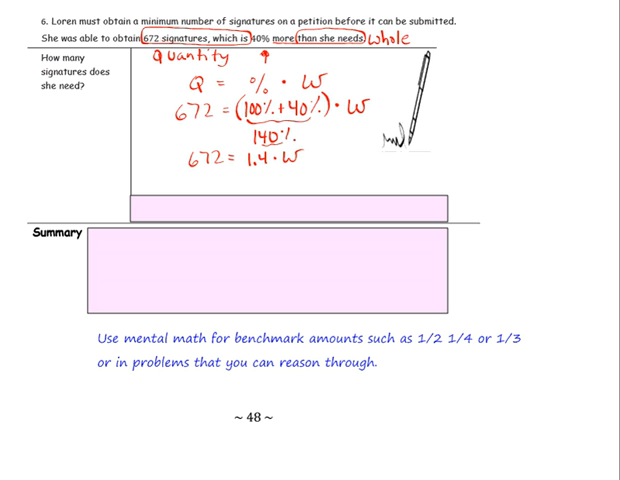 6. Loren must obtain a minimum number of signatures on a petition before it can be submitted.
She was able to obtain 672 signatures, which is 40% more than she needs. whole
How many
signatures does
she need?
Quantity ↑
Q = % · W
672 = (100% + 40%) · W
140%
672 = 1.4 · W
Summary
Use mental math for benchmark amounts such as 1/2 1/4 or 1/3
or in problems that you can reason through.
~ 48 ~